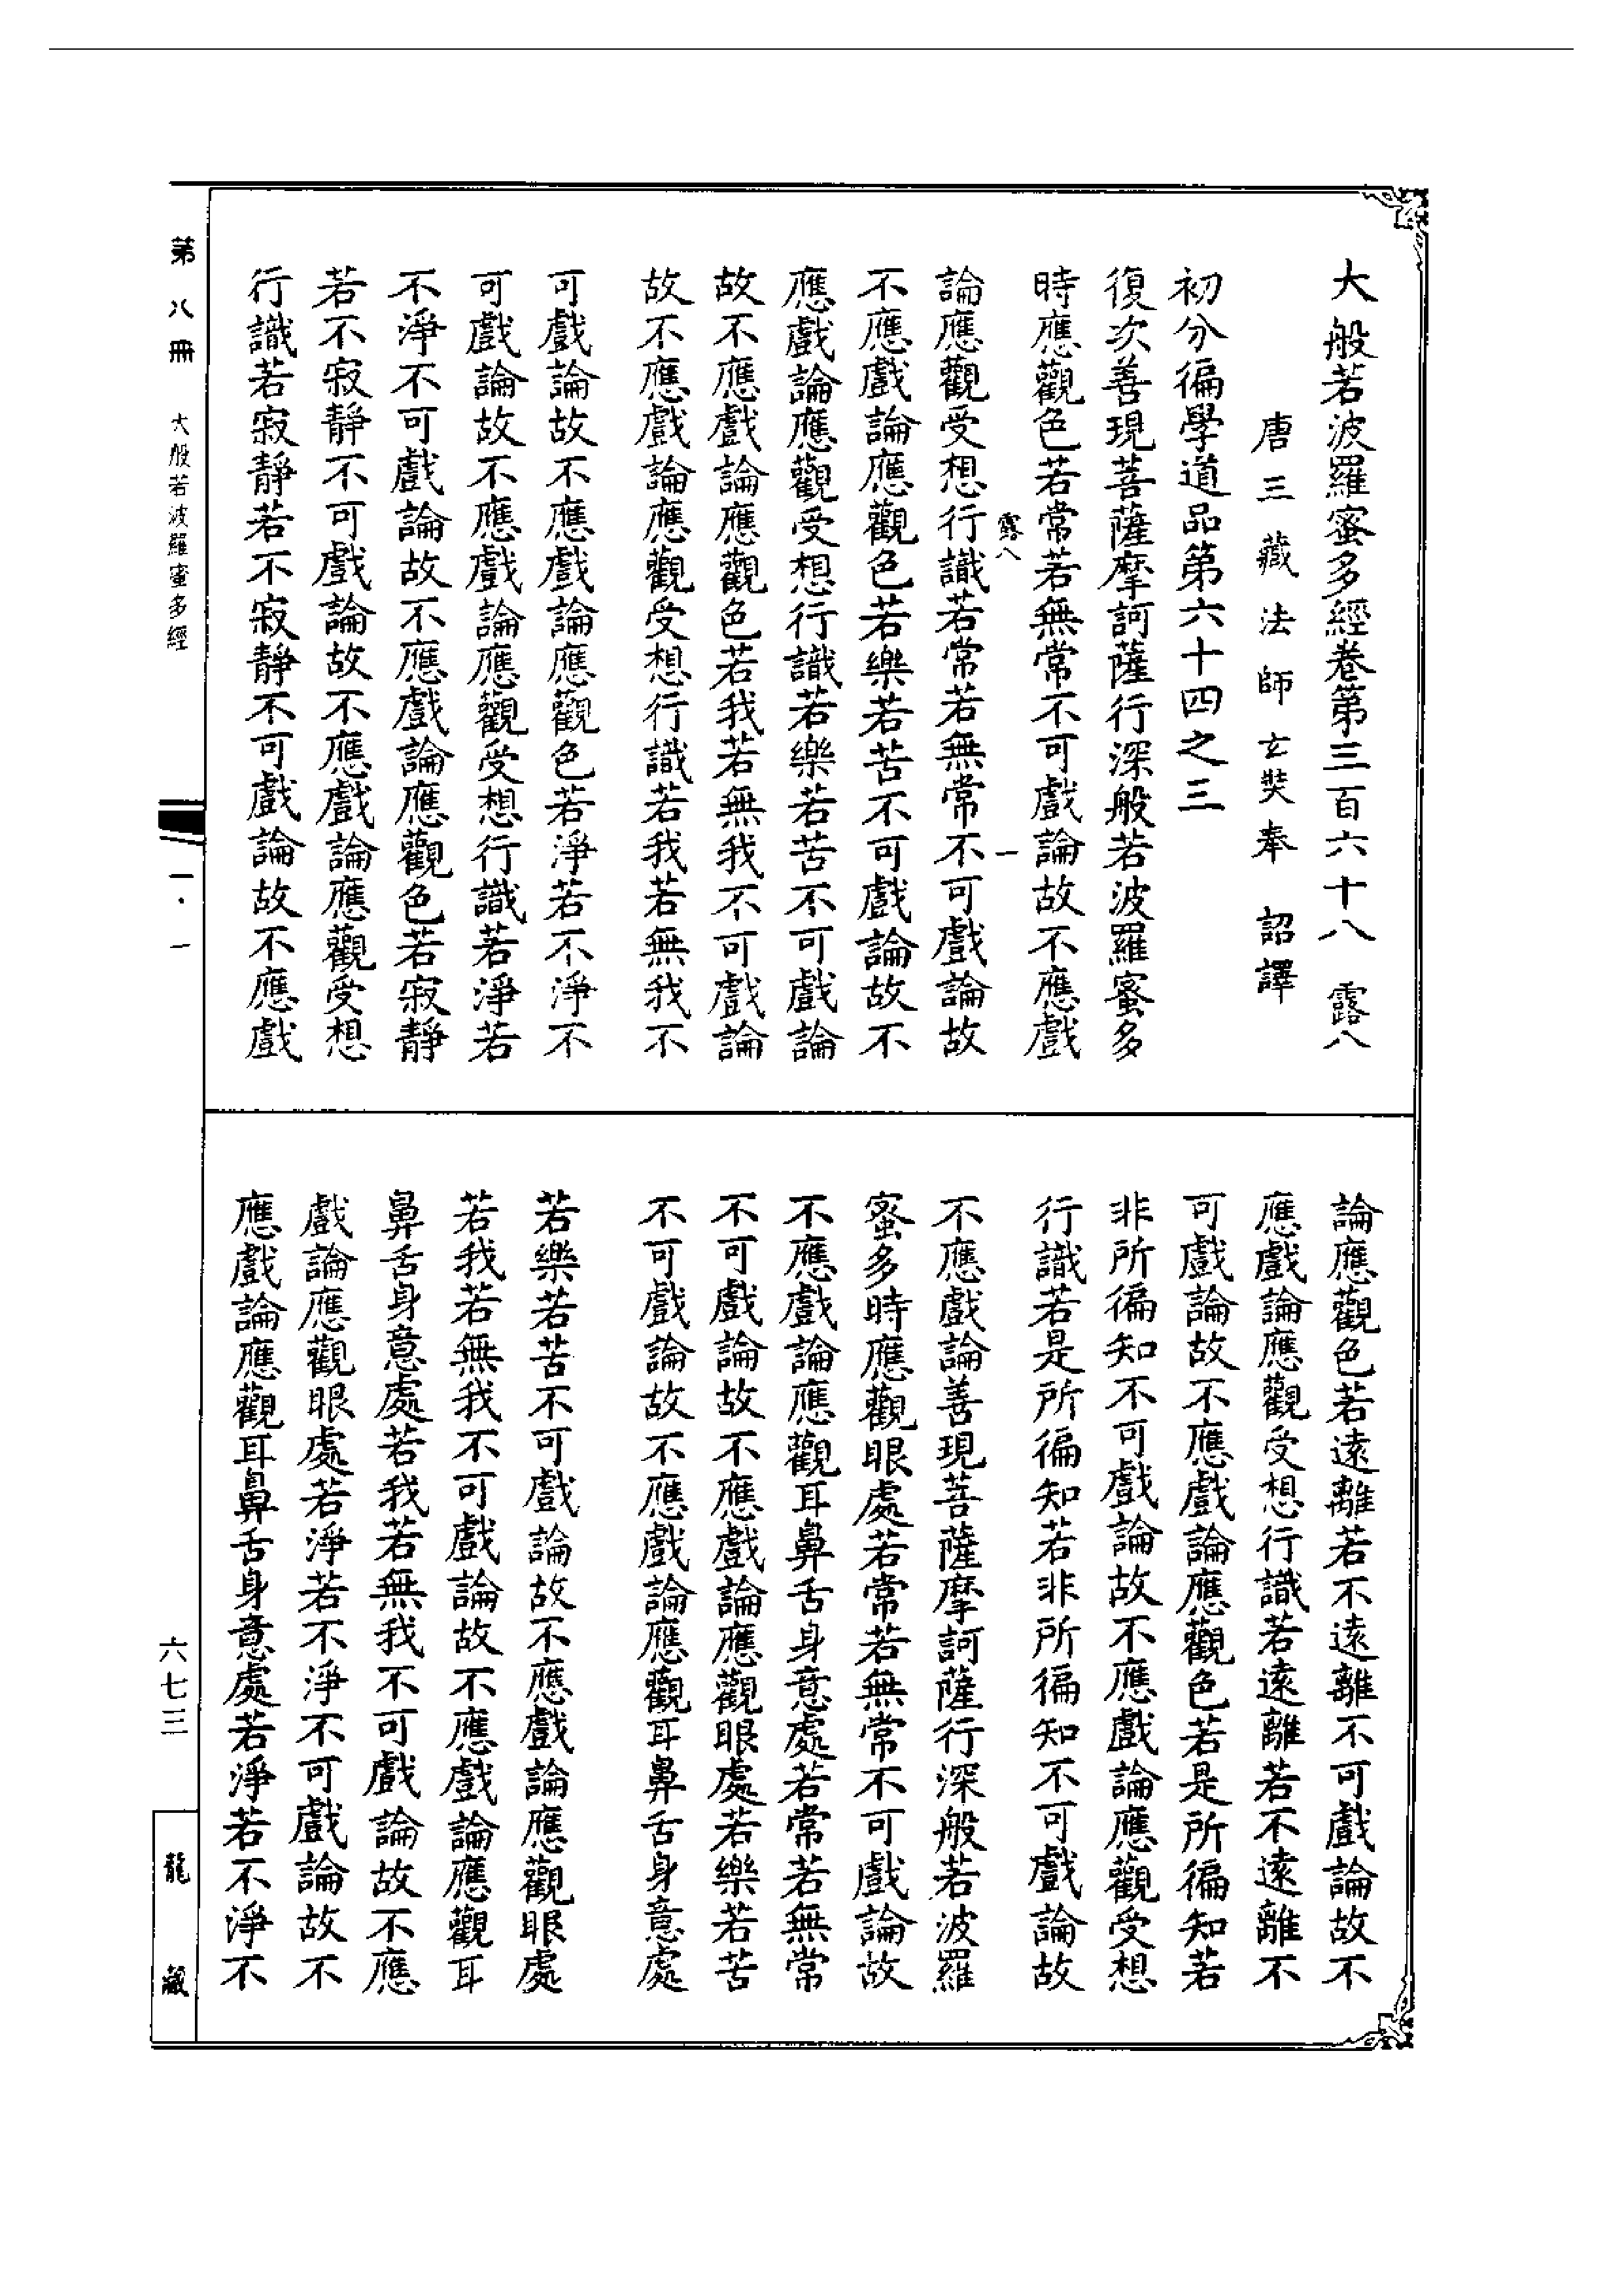 大般若波羅蜜多經卷第三百六十八 露八
唐三藏法師玄奘奉 詔譯
初分徧學道品第六十四之三
復次善現菩薩摩訶薩行深般若波羅蜜多
時應觀色若常若無常不可戲論故不應戲
露八 一
論應觀受想行識若常若無常不可戲論故
不應戲論應觀色若樂若苦不可戲論故不
應戲論應觀受想行識若樂若苦不可戲論
故不應戲論應觀色若我若無我不可戲論
故不應戲論應觀受想行識若我若無我不
可戲論故不應戲論應觀色若淨若不淨不
可戲論故不應戲論應觀受想行識若淨若
不淨不可戲論故不應戲論應觀色若寂靜
若不寂靜不可戲論故不應戲論應觀受想
行識若寂靜若不寂靜不可戲論故不應戲
論應觀色若遠離若不遠離不可戲論故不
應戲論應觀受想行識若遠離若不遠離不
可戲論故不應戲論應觀色若是所徧知若
非所徧知不可戲論故不應戲論應觀受想
行識若是所徧知若非所徧知不可戲論故
不應戲論善現菩薩摩訶薩行深般若波羅
蜜多時應觀眼處若常若無常不可戲論故
不應戲論應觀耳鼻舌身意處若常若無常
不可戲論故不應戲論應觀眼處若樂若苦
不可戲論故不應戲論應觀耳鼻舌身意處
若樂若苦不可戲論故不應戲論應觀眼處
若我若無我不可戲論故不應戲論應觀耳
鼻舌身意處若我若無我不可戲論故不應
戲論應觀眼處若淨若不淨不可戲論故不
應戲論應觀耳鼻舌身意處若淨若不淨不
第八冊 大般若波羅蜜多經
一·一
六七三
龍藏